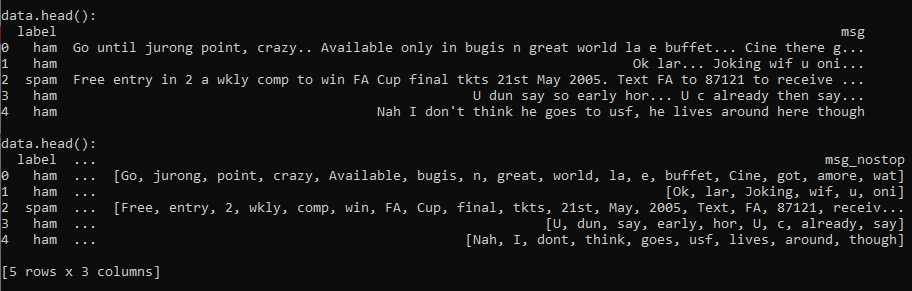 data.head():
label msg
0 ham Go until jurong point, crazy.. Available only in bugis n great world la e buffet... Cine there g...
1 ham Ok lar... Joking wif u oni...
2 spam Free entry in 2 a wkly comp to win FA Cup final tkts 21st May 2005. Text FA to 87121 to receive ...
3 ham U dun say so early hor... U c already then say...
4 ham Nah I don't think he goes to usf, he lives around here though
data.head():
label ... msg_nostop
0 ham ... [Go, jurong, point, crazy, Available, bugis, n, great, world, la, e, buffet, Cine, got, amore, wat]
1 ham ... [Ok, lar, Joking, wif, u, oni]
2 spam ... [Free, entry, 2, wkly, comp, win, FA, Cup, final, tkts, 21st, May, 2005, Text, FA, 87121, receiv...
3 ham ... [U, dun, say, early, hor, U, c, already, say]
4 ham ... [Nah, I, dont, think, goes, usf, lives, around, though]
[5 rows x 3 columns]